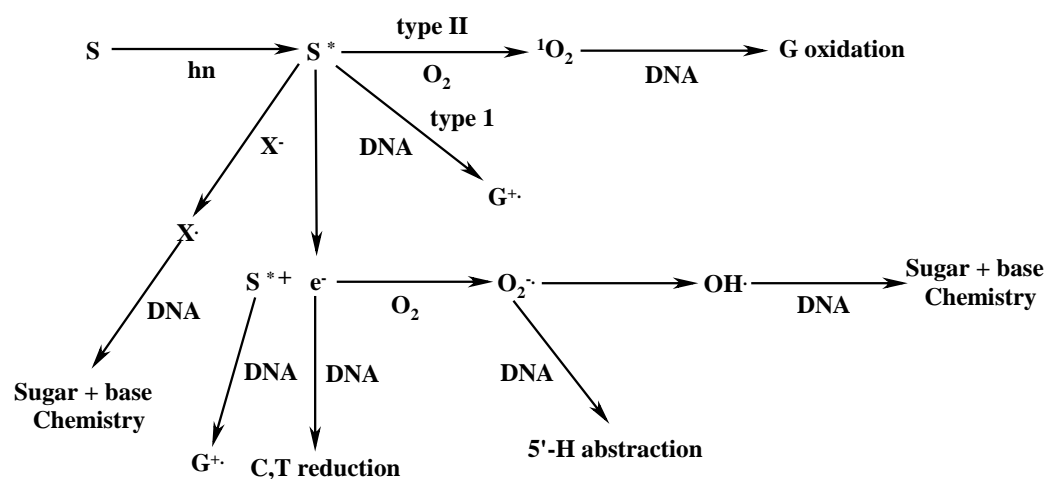 type II
S
S *
¹O₂
G oxidation
hn
O₂
DNA
type 1
X⁻
DNA
G⁺·
X·
S *+
e⁻
O₂⁻·
OH·
Sugar + base
Chemistry
O₂
DNA
DNA
DNA
DNA
DNA
Sugar + base
Chemistry
G⁺·
C,T reduction
5'-H abstraction